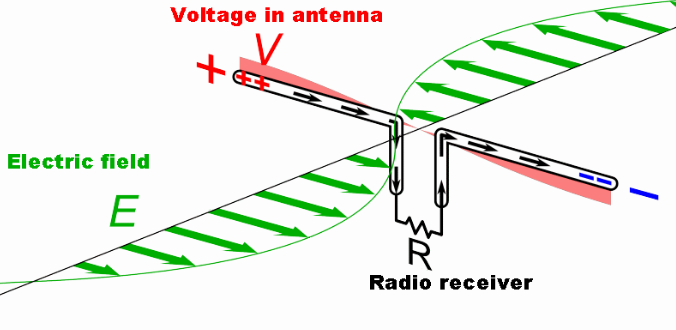 Voltage in antenna
V
+
++
Electric field
E
R
Radio receiver
−−
−